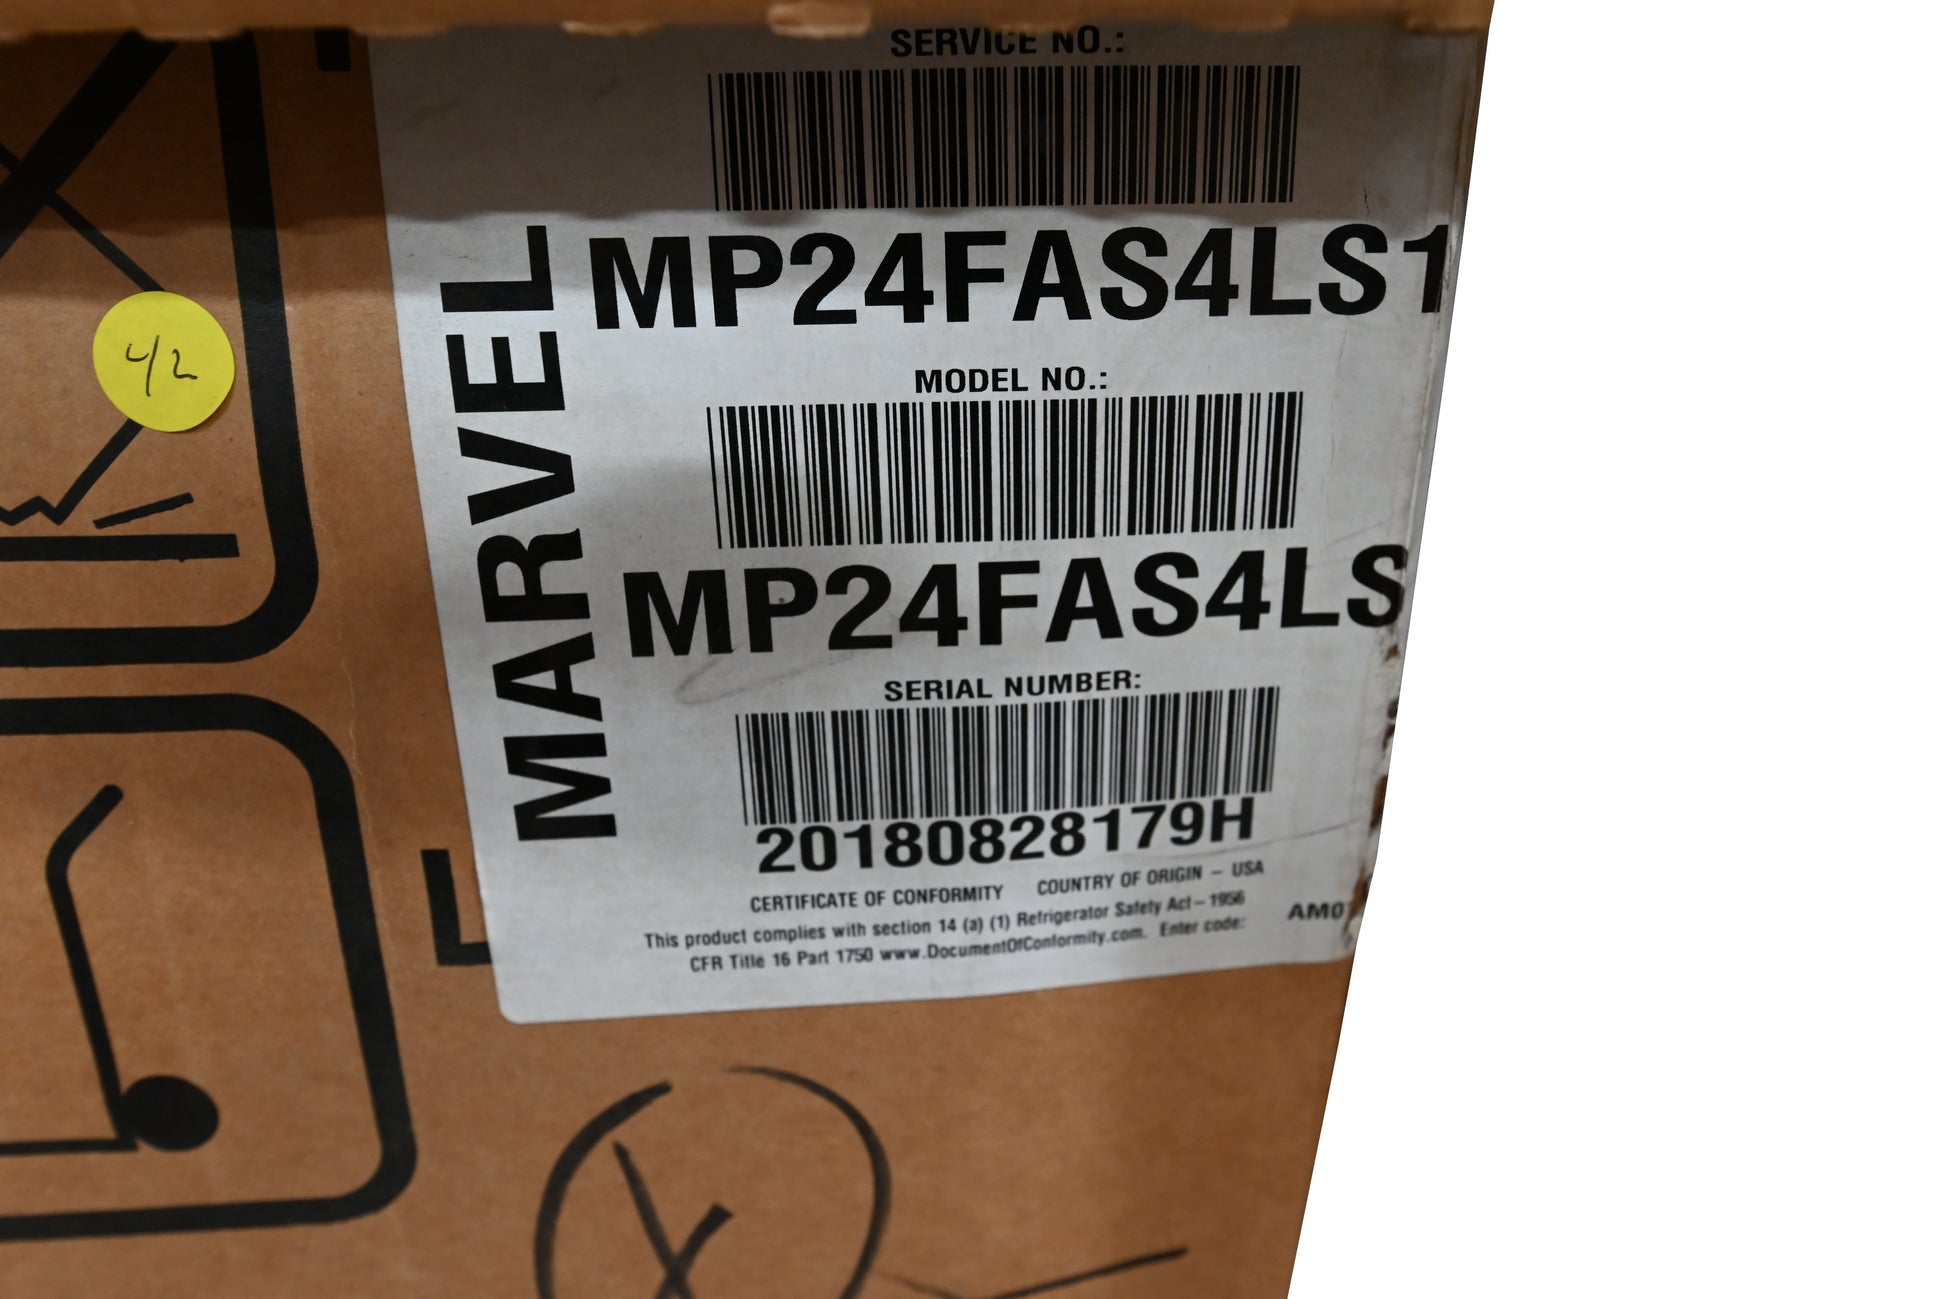 SERVICE NO.:
MP24FAS4LS1
MODEL NO.:
MP24FAS4LS
SERIAL NUMBER:
20180828179H
CERTIFICATE OF CONFORMITY COUNTRY OF ORIGIN – USA
This product complies with section 14 (a) (1) Refrigerator Safety Act – 1956
CFR Title 16 Part 1750 www.DocumentOfConformity.com. Enter code: AM0
MARVEL
42